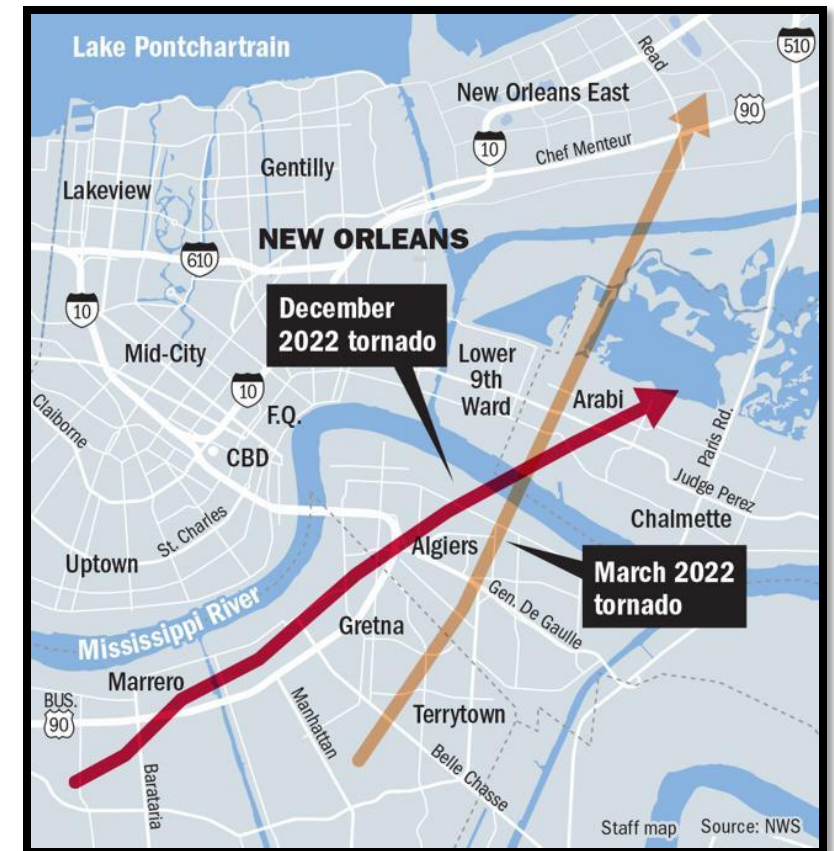 Lake Pontchartrain
510
Read
New Orleans East
90
10
Chef Menteur
Gentilly
Lakeview
NEW ORLEANS
610
10
December
2022 tornado
Mid-City
Lower
9th
Ward
10
Arabi
F.Q.
Claiborne
CBD
Paris Rd.
Judge Perez
St. Charles
Chalmette
Algiers
Uptown
March 2022
tornado
Gen. De Gaulle
Mississippi River
Gretna
Marrero
BUS.
90
Manhattan
Terrytown
Barataria
Belle Chasse
Staff map Source: NWS